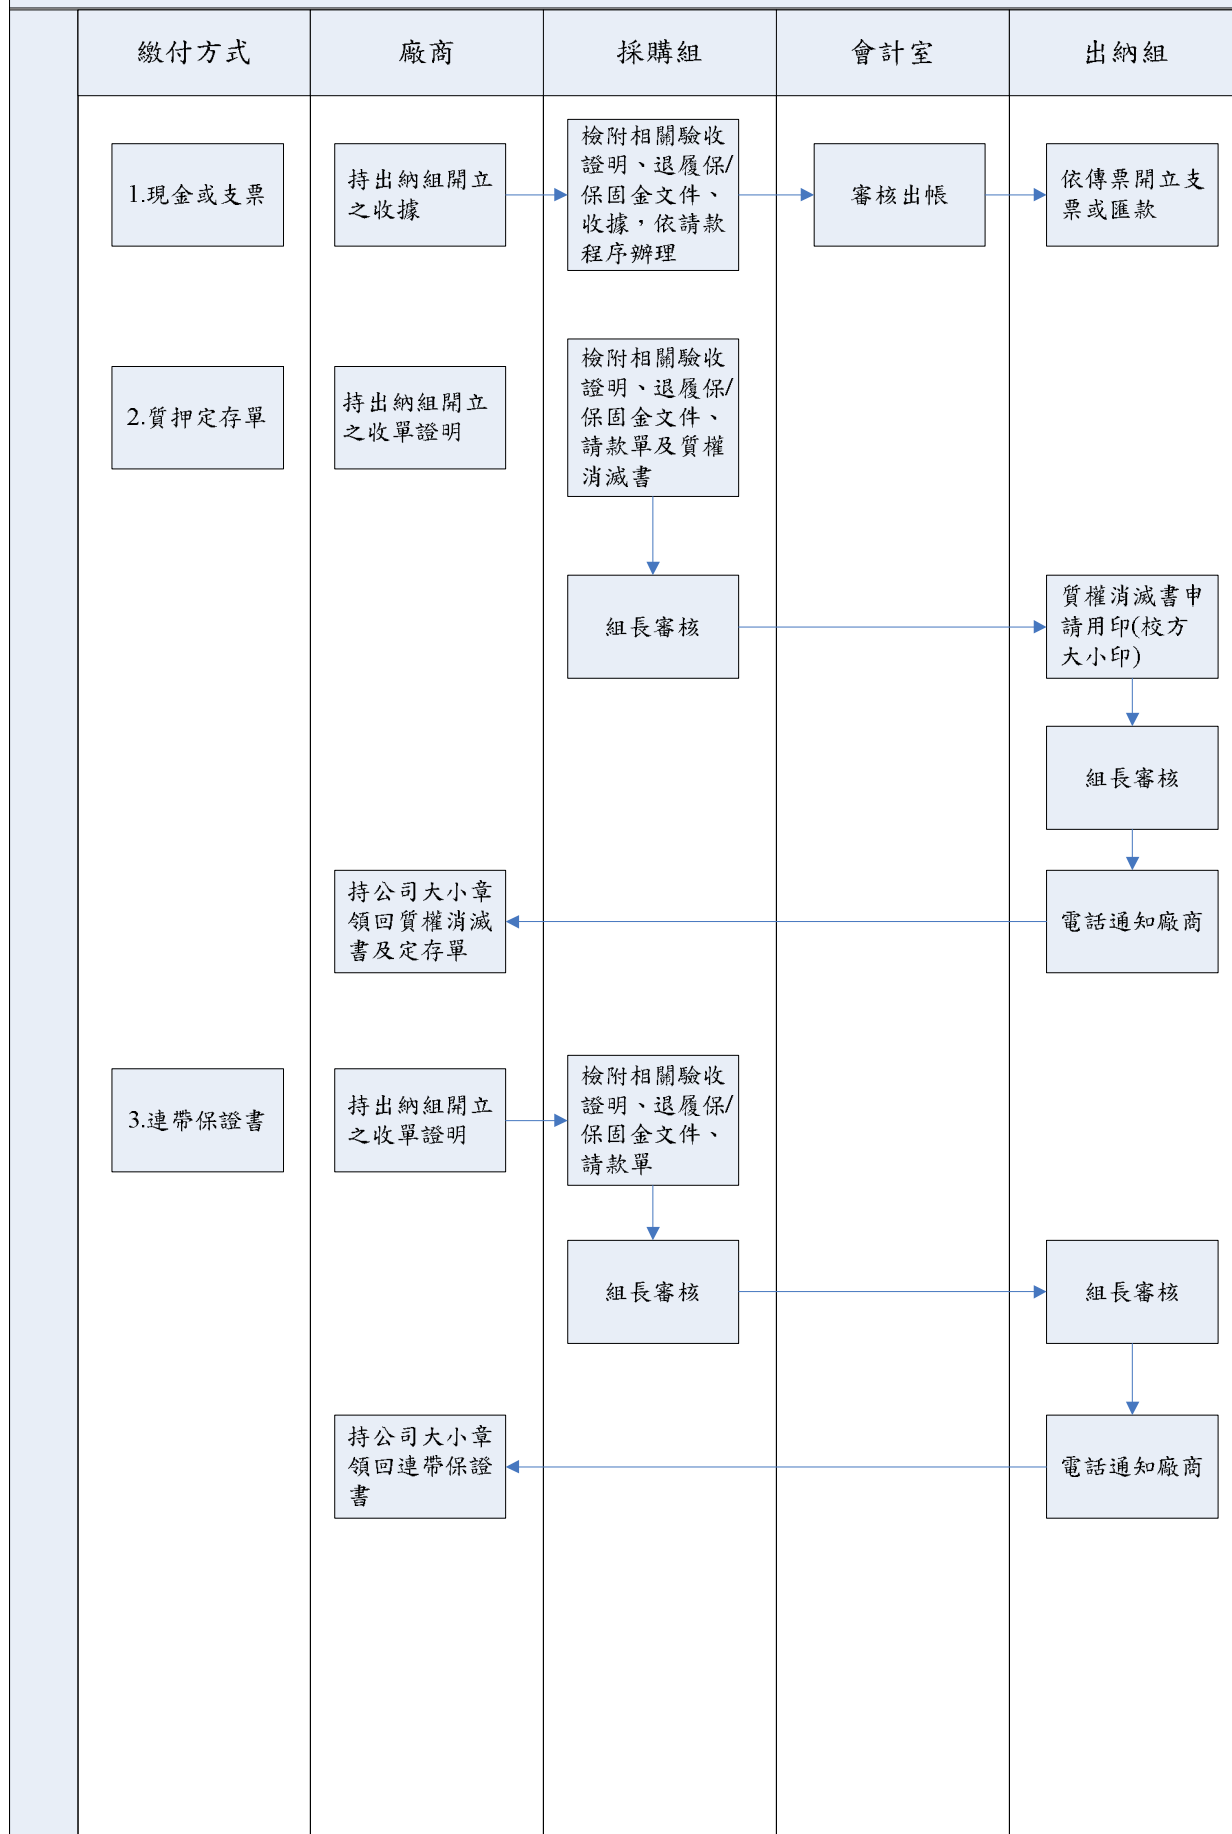 繳付方式
廠商
採購組
會計室
出納組
1.現金或支票
持出納組開立
之收據
檢附相關驗收
證明、退履保/
保固金文件、
收據，依請款
程序辦理
審核出帳
依傳票開立支
票或匯款
2.質押定存單
持出納組開立
之收單證明
檢附相關驗收
證明、退履保/
保固金文件、
請款單及質權
消滅書
組長審核
質權消滅書申
請用印(校方
大小印)
組長審核
持公司大小章
領回質權消滅
書及定存單
電話通知廠商
3.連帶保證書
持出納組開立
之收單證明
檢附相關驗收
證明、退履保/
保固金文件、
請款單
組長審核
組長審核
持公司大小章
領回連帶保證
書
電話通知廠商